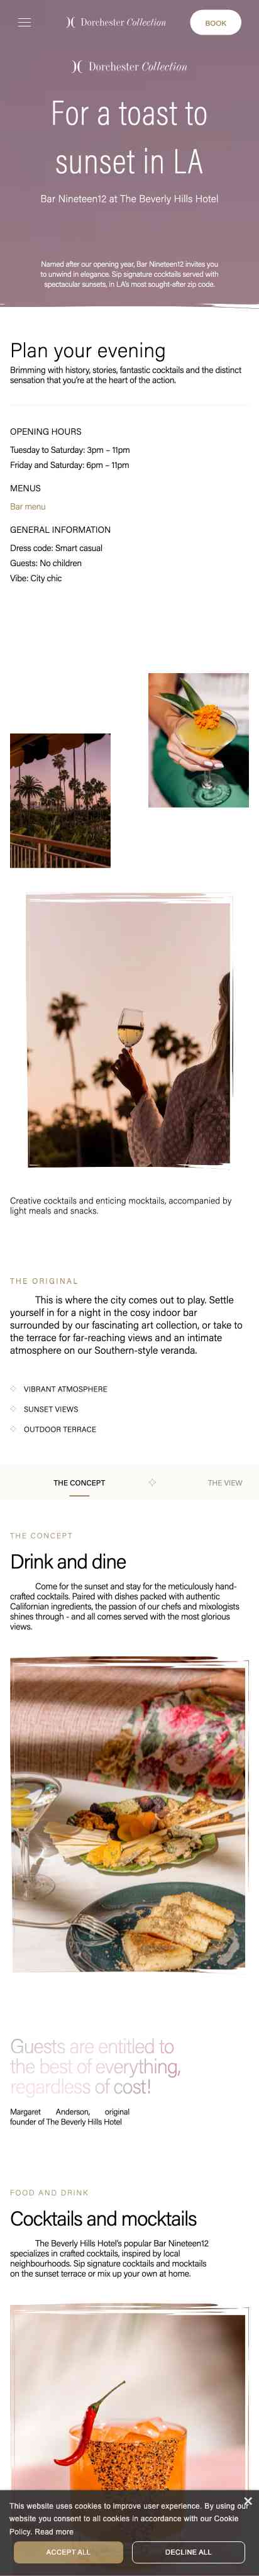 Dorchester Collection
BOOK
Dorchester Collection
For a toast to
sunset in LA
Bar Nineteen12 at The Beverly Hills Hotel
Named after our opening year, Bar Nineteen12 invites you
to unwind in elegance. Sip signature cocktails served with
spectacular sunsets, in LA's most sought-after zip code.
Plan your evening
Brimming with history, stories, fantastic cocktails and the distinct
sensation that you're at the heart of the action.
OPENING HOURS
Tuesday to Saturday: 3pm – 11pm
Friday and Saturday: 6pm – 11pm
MENUS
Bar menu
GENERAL INFORMATION
Dress code: Smart casual
Guests: No children
Vibe: City chic
Creative cocktails and enticing mocktails, accompanied by
light meals and snacks.
THE ORIGINAL
This is where the city comes out to play. Settle
yourself in for a night in the cosy indoor bar
surrounded by our fascinating art collection, or take to
the terrace for far-reaching views and an intimate
atmosphere on our Southern-style veranda.
VIBRANT ATMOSPHERE
SUNSET VIEWS
OUTDOOR TERRACE
THE CONCEPT
THE VIEW
THE CONCEPT
Drink and dine
Come for the sunset and stay for the meticulously hand-
crafted cocktails. Paired with dishes packed with authentic
Californian ingredients, the passion of our chefs and mixologists
shines through - and all comes served with the most glorious
views.
Guests are entitled to
the best of everything,
regardless of cost!
Margaret Anderson, original
founder of The Beverly Hills Hotel
FOOD AND DRINK
Cocktails and mocktails
The Beverly Hills Hotel's popular Bar Nineteen12
specializes in crafted cocktails, inspired by local
neighbourhoods. Sip signature cocktails and mocktails
on the sunset terrace or mix up your own at home.
This website uses cookies to improve user experience. By using our
website you consent to all cookies in accordance with our Cookie
Policy. Read more
ACCEPT ALL
DECLINE ALL